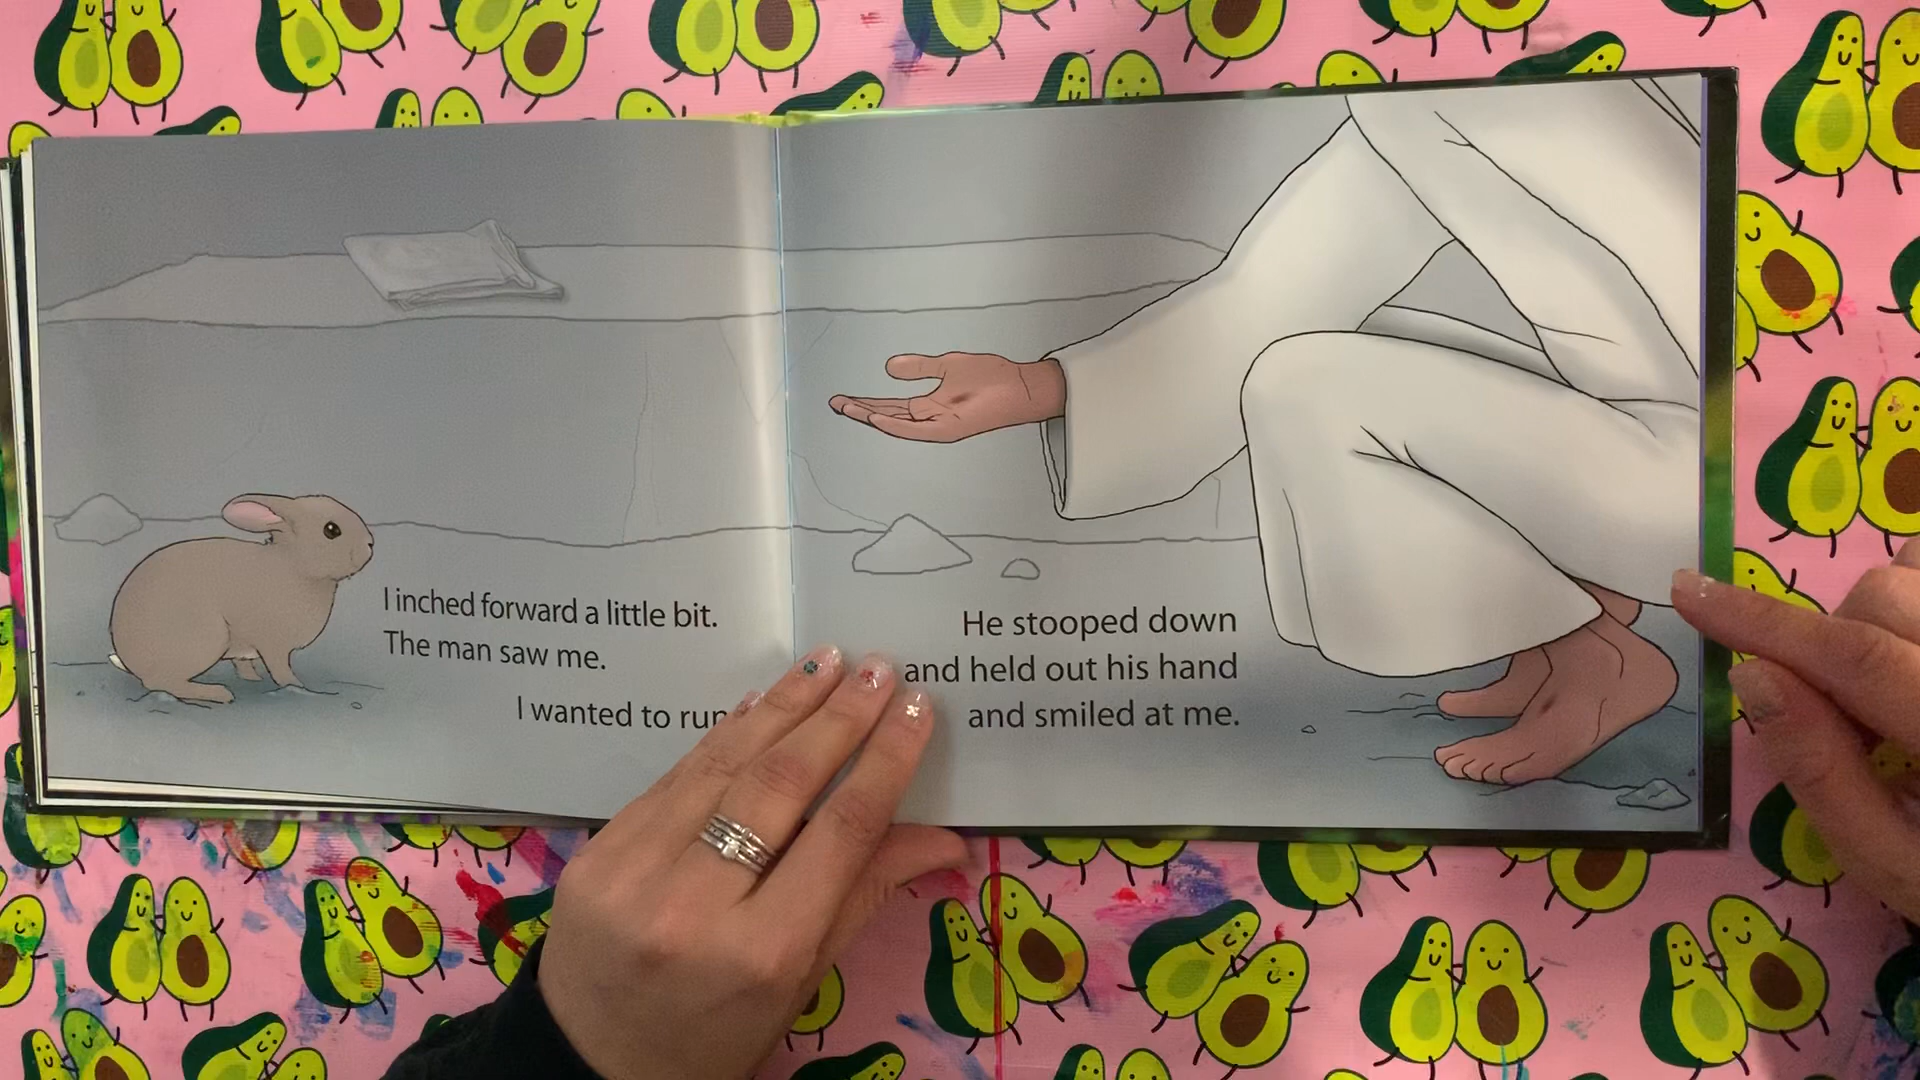 I inched forward a little bit.
The man saw me.
I wanted to run
He stooped down
and held out his hand
and smiled at me.